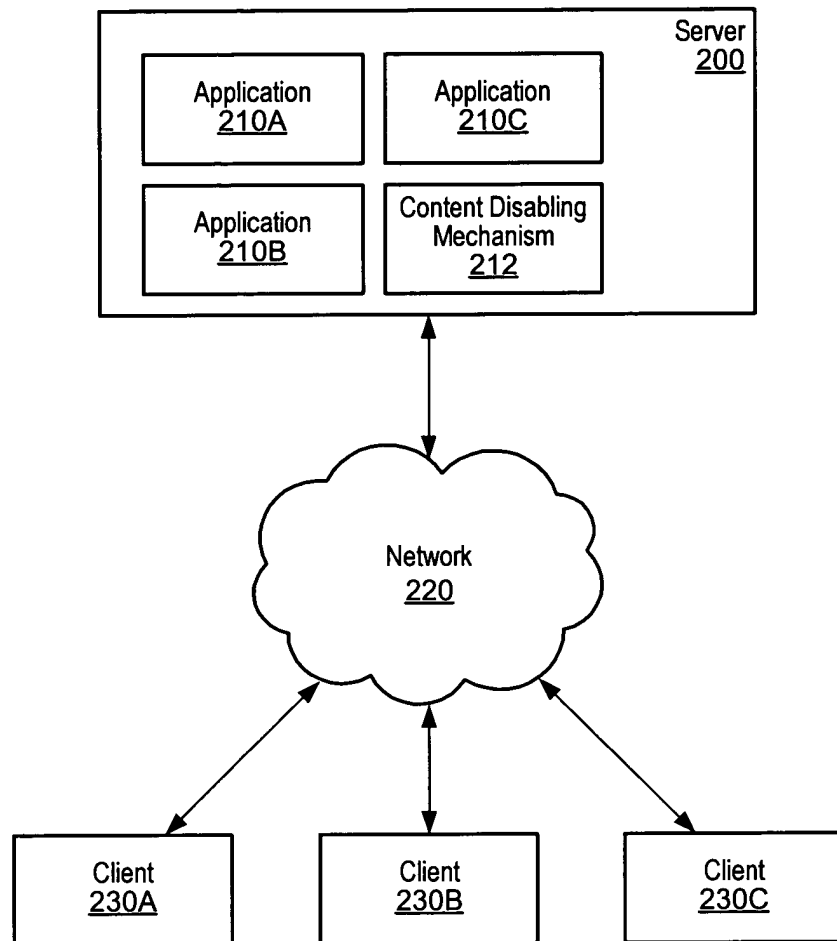 Server
200
Application
210A
Application
210C
Application
210B
Content Disabling
Mechanism
212
Network
220
Client
230A
Client
230B
Client
230C